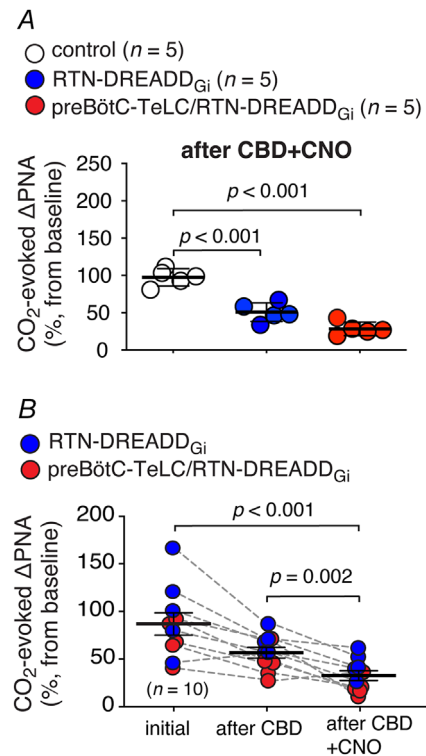 A
control (n = 5)
RTN-DREADDGi (n = 5)
preBötC-TeLC/RTN-DREADDGi (n = 5)
after CBD+CNO
CO2-evoked ΔPNA
(%, from baseline)
250
200
150
100
50
0
p < 0.001
p < 0.001
B
RTN-DREADDGi
preBötC-TeLC/RTN-DREADDGi
CO2-evoked ΔPNA
(%, from baseline)
200
150
100
50
0
p < 0.001
p = 0.002
(n = 10)
initial
after CBD
after CBD
+CNO